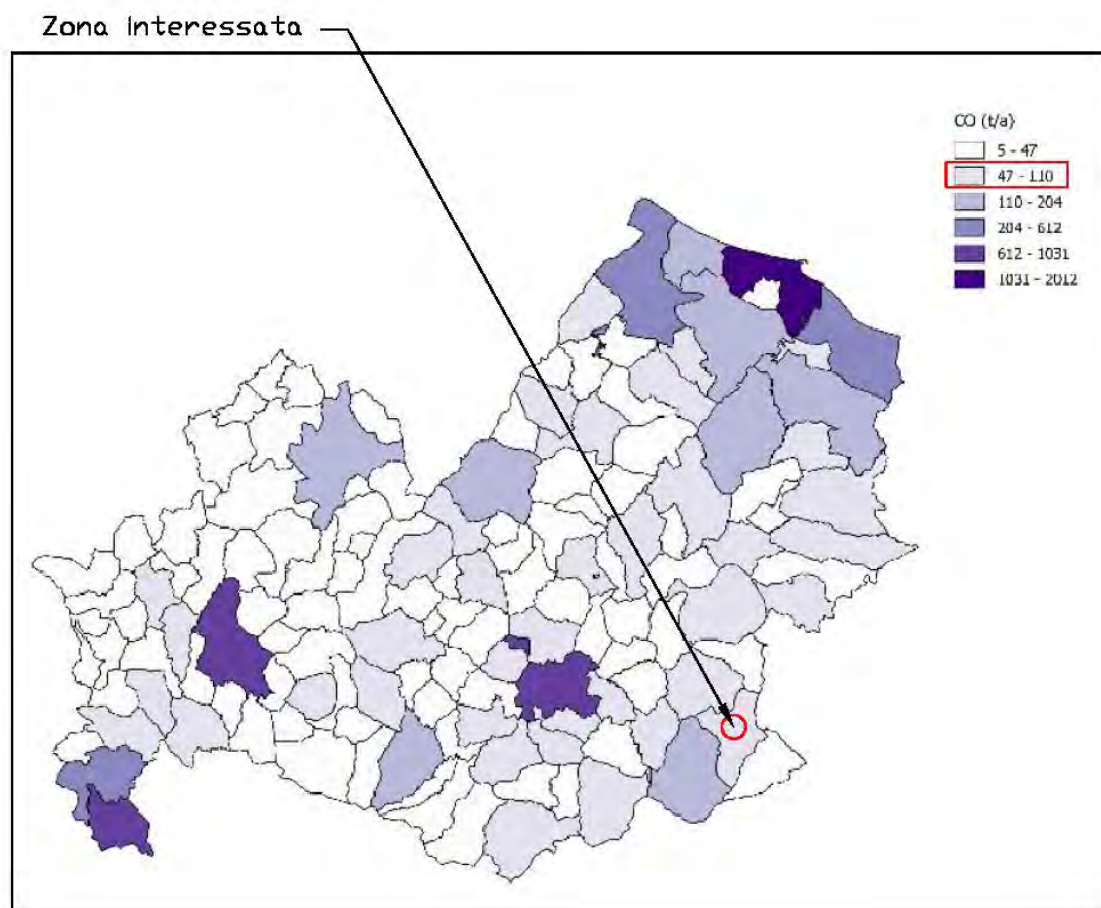 Zona Interessata
CO (t/a)
5 - 47
47 - 110
110 - 204
204 - 612
612 - 1031
1031 - 2012